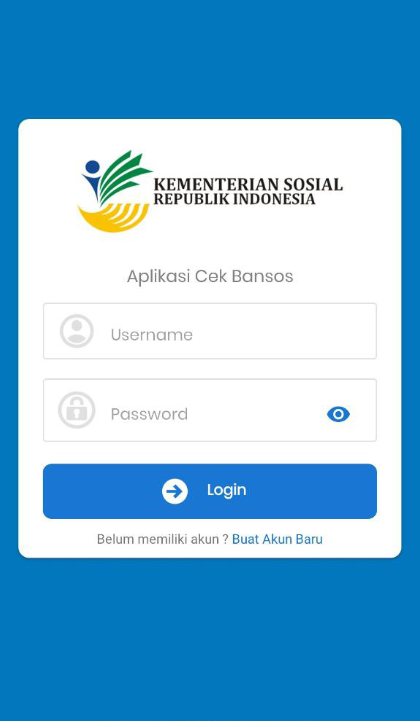 KEMENTERIAN SOSIAL
REPUBLIK INDONESIA
Aplikasi Cek Bansos
Username
Password
Login
Belum memiliki akun ? Buat Akun Baru